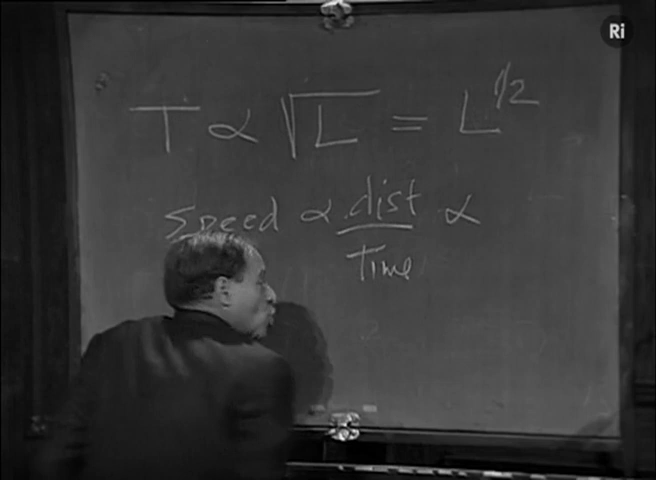 Ri
T ∝ √L = L^1/2
Speed ∝ dist ∝
Time